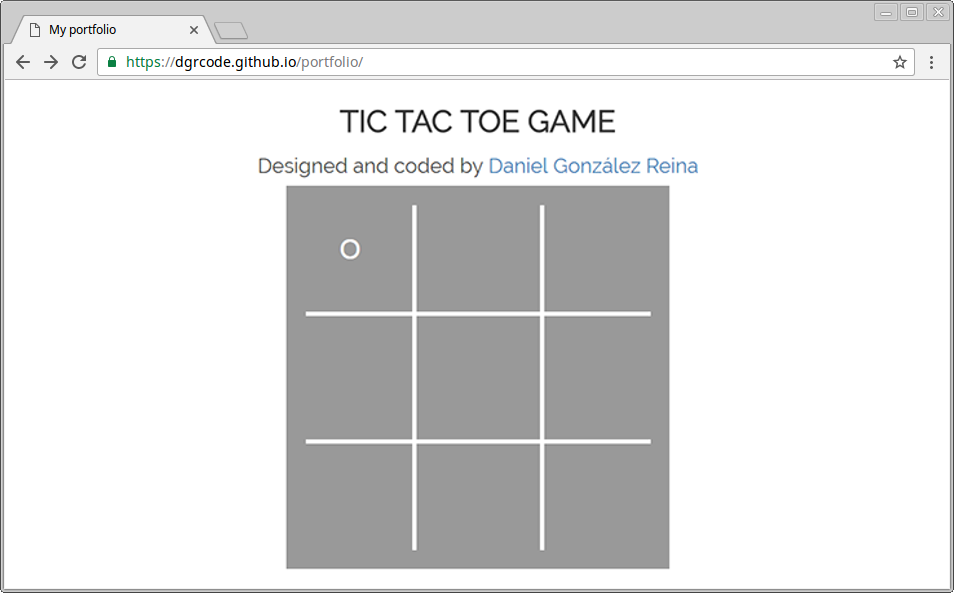 My portfolio
https://dgrcode.github.io/portfolio/
TIC TAC TOE GAME
Designed and coded by Daniel González Reina
O